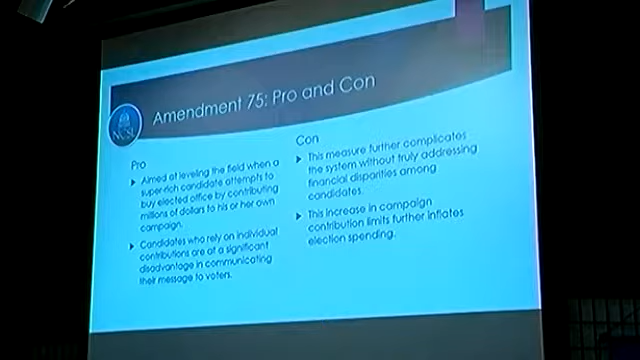 Amendment 75: Pro and Con
NCSL
Pro
Aimed at leveling the field when a
super-rich candidate attempts to
buy elected office by contributing
millions of dollars to his or her own
campaign.
Candidates who rely on individual
contributions are at a significant
disadvantage in communicating
their message to voters.
Con
This measure further complicates
the system without truly addressing
financial disparities among
candidates.
This increase in campaign
contribution limits further inflates
election spending.